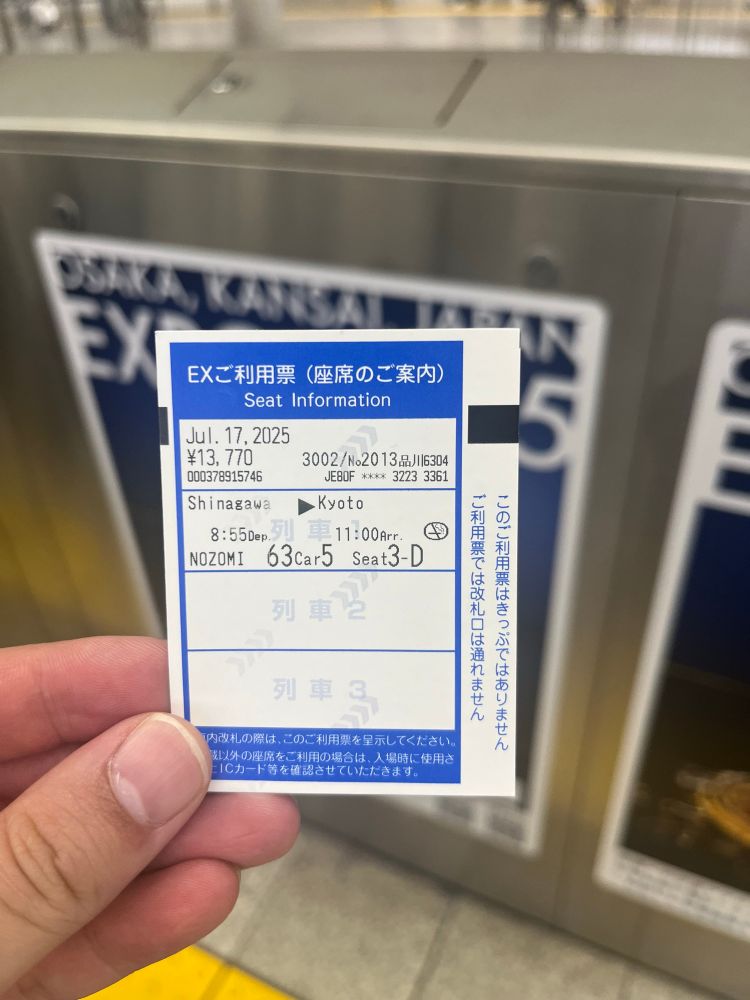 OSAKA, KANSAI, JAPAN
EX
5
EXご利用票（座席のご案内）
Seat Information
Jul.17,2025
¥13,770 3002/№2013品川6304
000378915746 JE80F **** 3223 3361
Shinagawa ▶Kyoto
列車1
8:55Dep. 11:00Arr.
NOZOMI 63Car5 Seat3-D
列車2
列車3
内改札の際は、このご利用票を呈示してください。
以外の座席をご利用の場合は、入場時に使用さ
ICカード等を確認させていただきます。
このご利用票はきっぷではありません
ご利用票では改札口は通れません